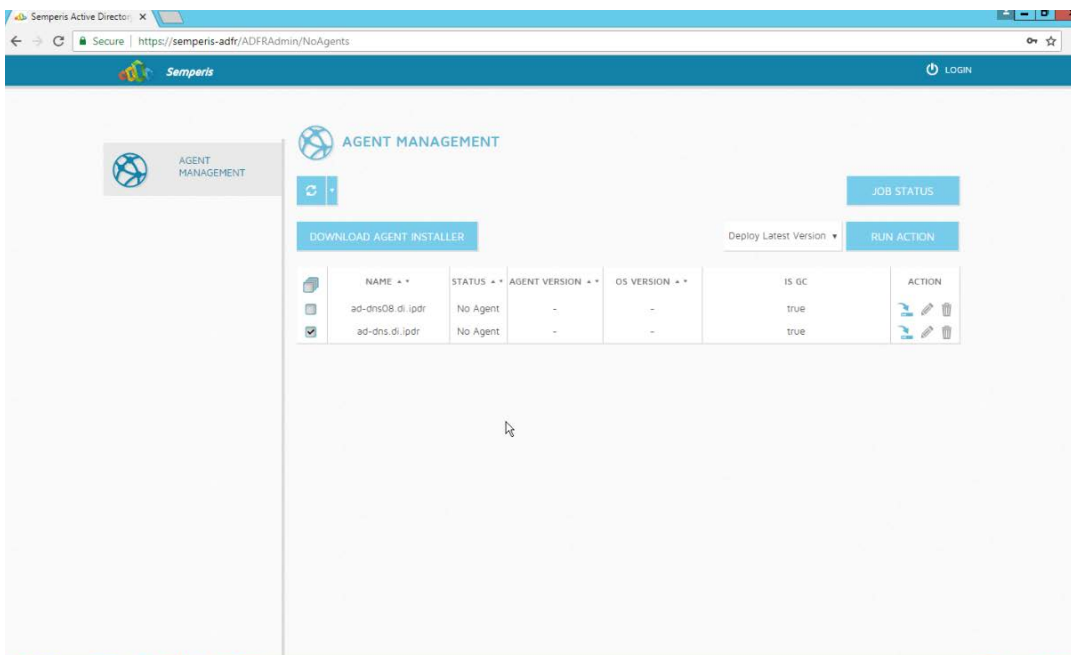 Semperis Active Director
Secure https://semperis-adfr/ADFRAdmin/NoAgents
Semperis
LOGIN
AGENT
MANAGEMENT
AGENT MANAGEMENT
JOB STATUS
DOWNLOAD AGENT INSTALLER Deploy Latest Version RUN ACTION
NAME STATUS AGENT VERSION OS VERSION IS GC ACTION
ad-dns08.di.ipdr No Agent - - true
ad-dns.di.ipdr No Agent - - true